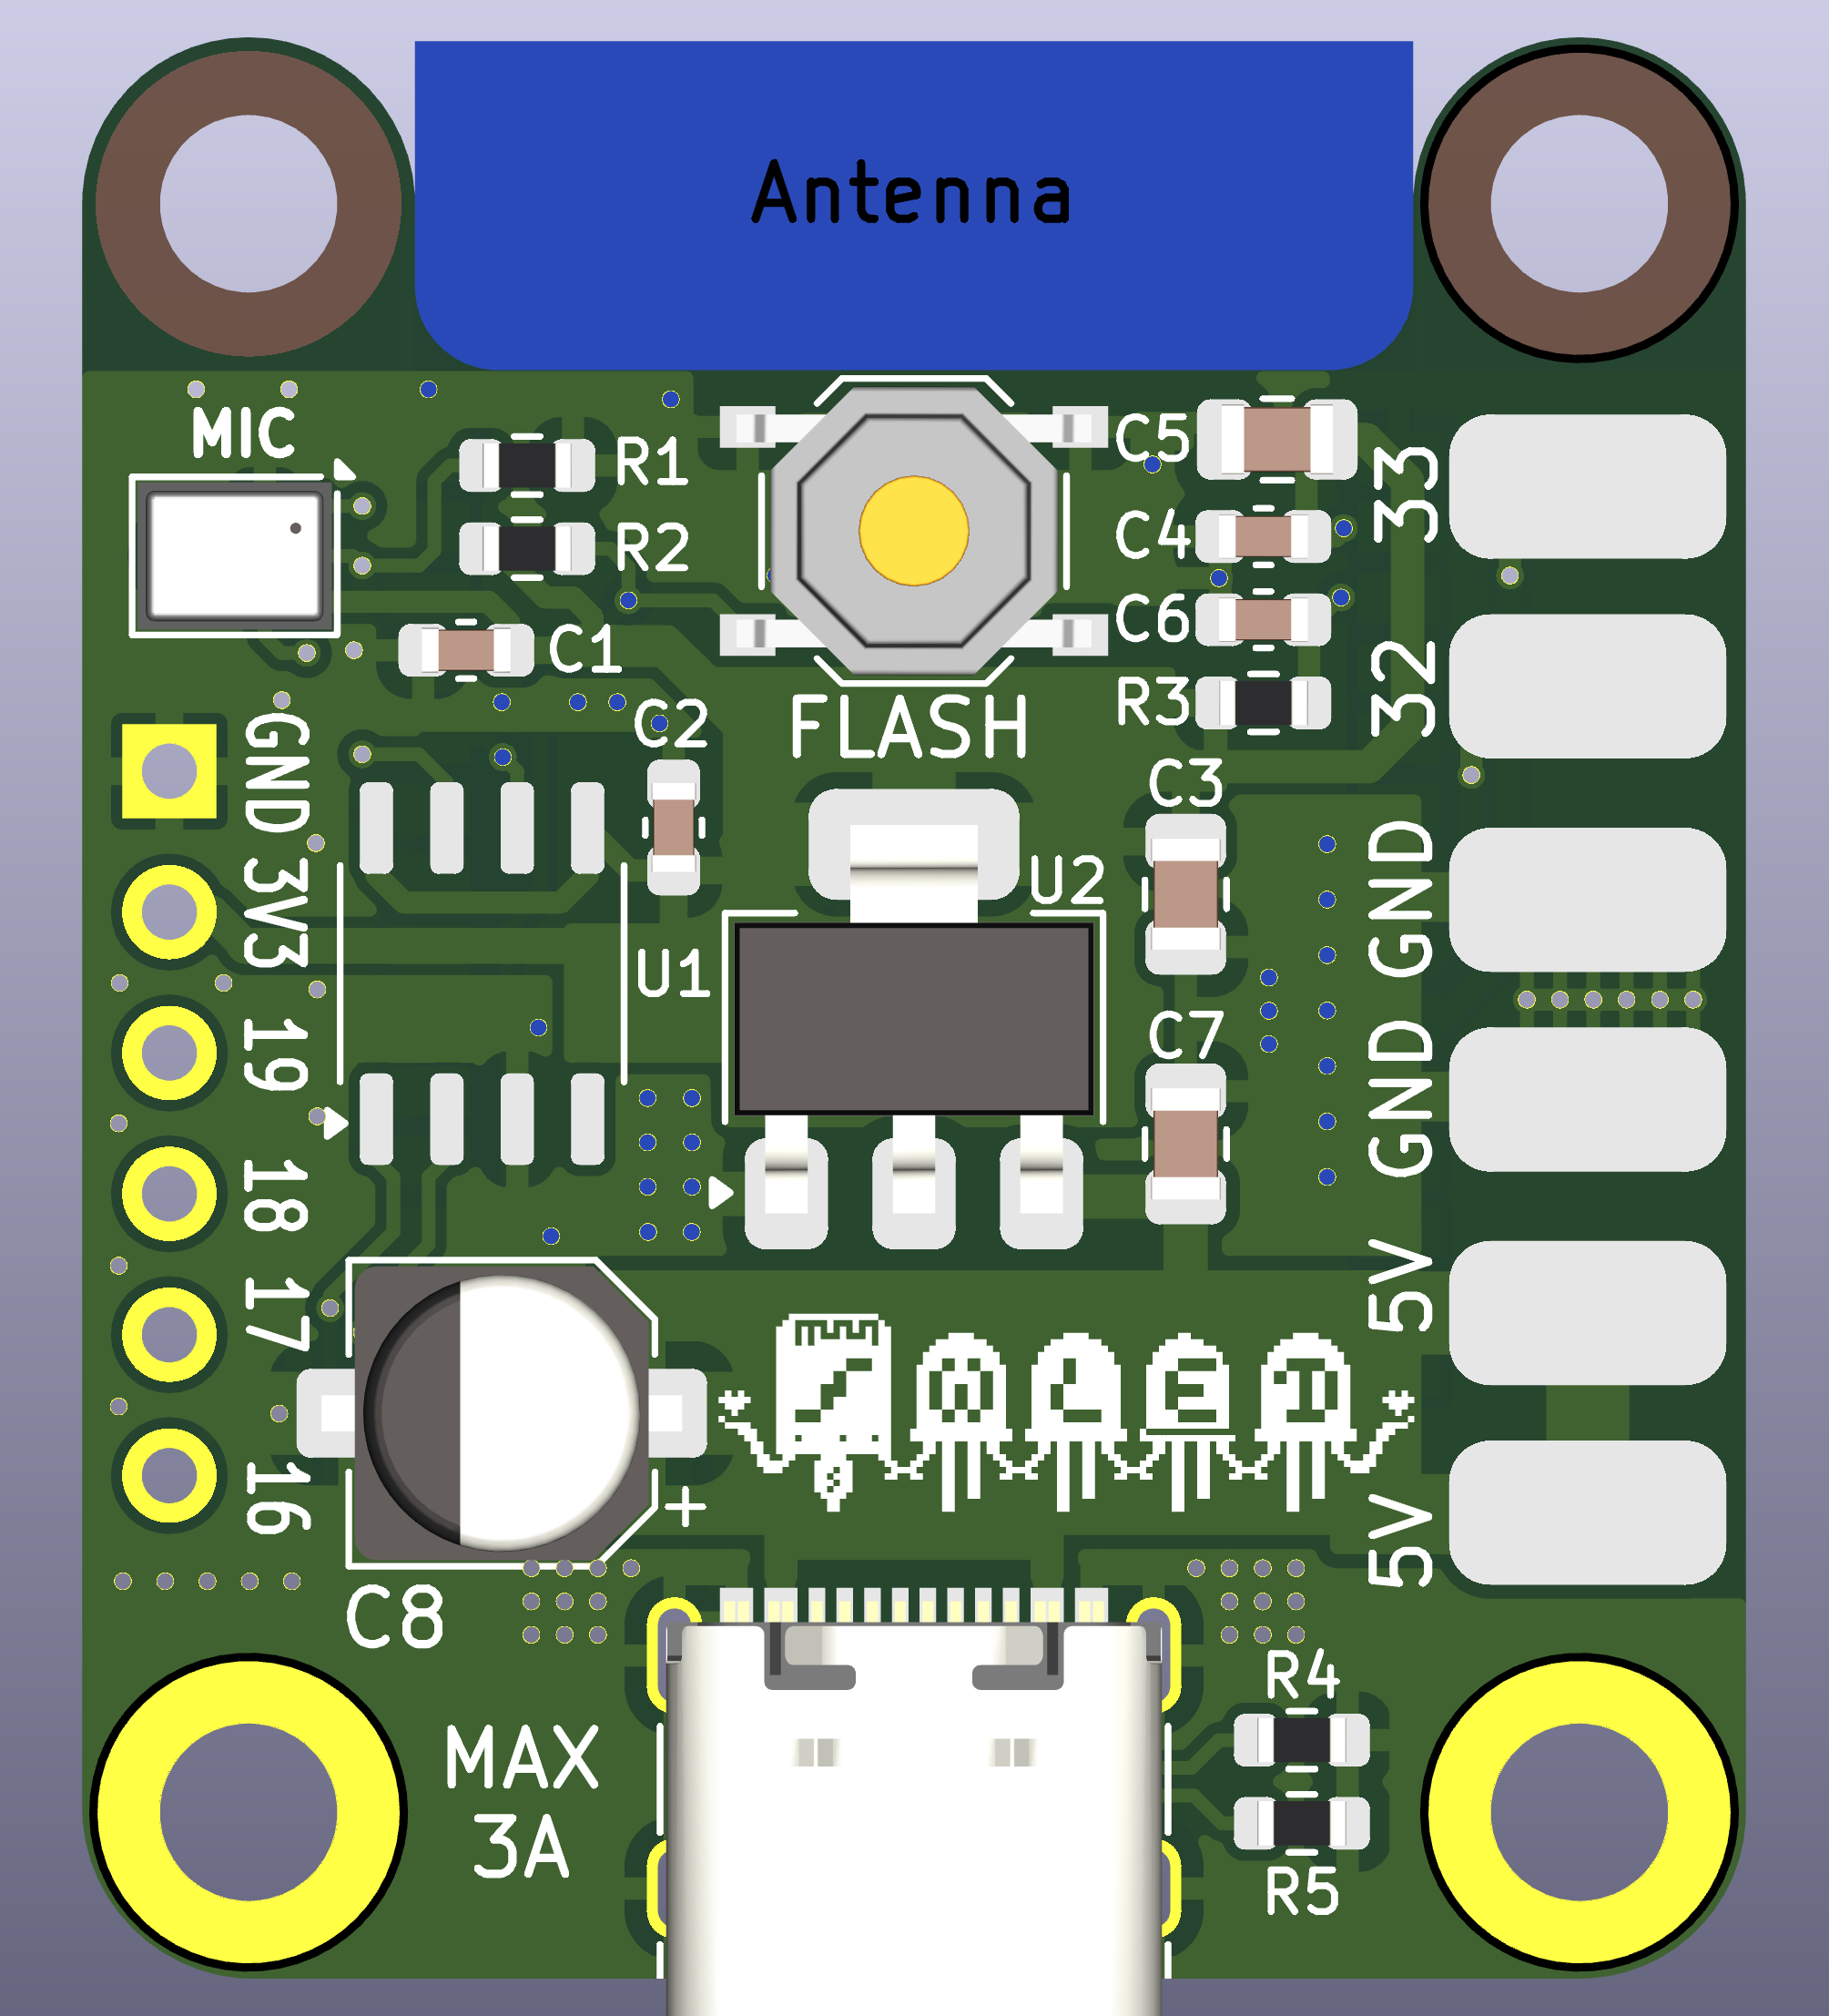 Antenna
MIC
R1
R2
C1
C2
FLASH
C5
C4
C6
R3
C3
33
32
GND
3V3
19
18
17
16
U1
U2
C7
GND
GND
5V
5V
C8
+
QLED
MAX
3A
R4
R5